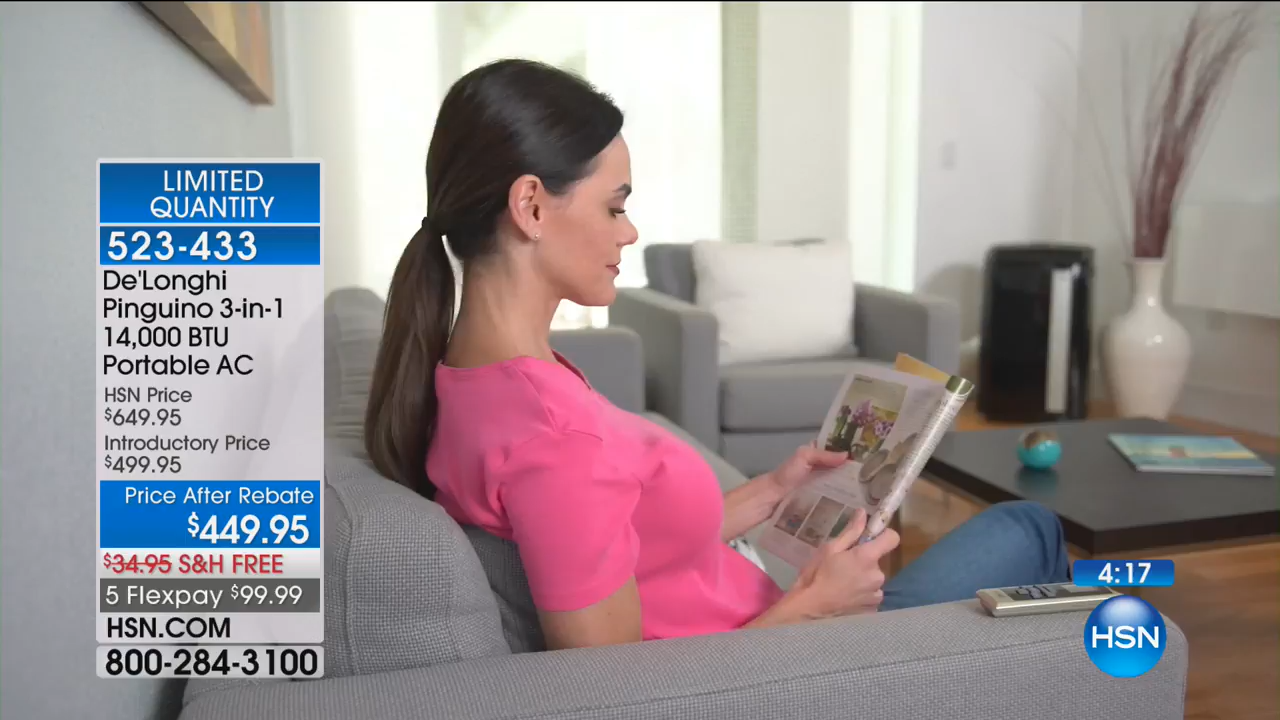 LIMITED
QUANTITY
523-433
De'Longhi
Pinguino 3-in-1
14,000 BTU
Portable AC
HSN Price
$649.95
Introductory Price
$499.95
Price After Rebate
$449.95
$34.95 S&H FREE
5 Flexpay $99.99
HSN.COM
800-284-3100
4:17
HSN